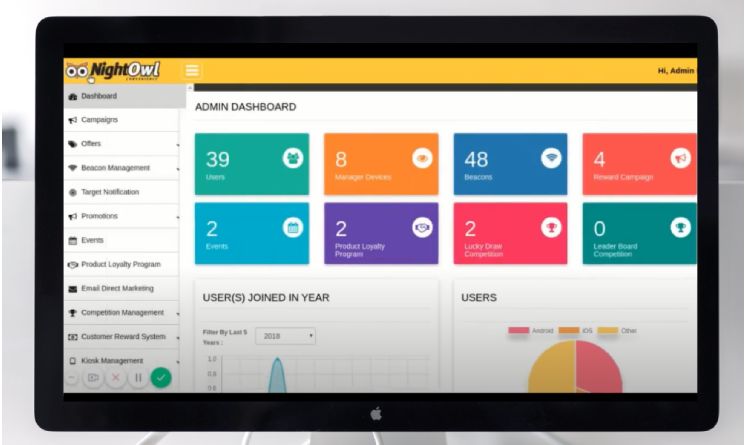 NightOwl
CONVENIENCE
Hi, Admin
Dashboard
Campaigns
Offers
Beacon Management
Target Notification
Promotions
Events
Product Loyalty Program
Email Direct Marketing
Competition Management
Customer Reward System
Kiosk Management
ADMIN DASHBOARD
39
Users
8
Manager Devices
48
Beacons
4
Reward Campaign
2
Events
2
Product Loyalty
Program
2
Lucky Draw
Competition
0
Leader Board
Competition
USER(S) JOINED IN YEAR
Filter By Last 5
Years :
2018
1.0
0.8
0.6
USERS
Android
iOS
Other